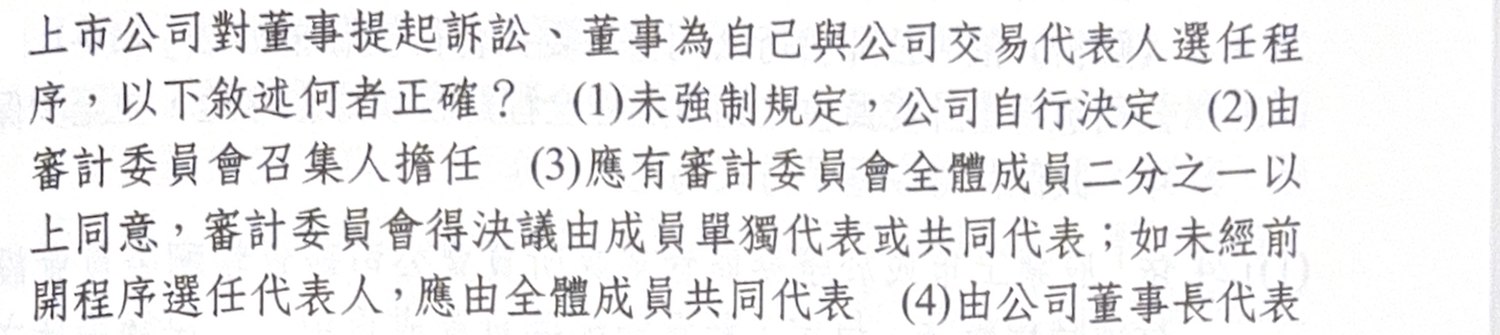 上市公司對董事提起訴訟、董事為自己與公司交易代表人選任程
序，以下敘述何者正確？ (1)未強制規定，公司自行決定 (2)由
審計委員會召集人擔任 (3)應有審計委員會全體成員二分之一以
上同意，審計委員會得決議由成員單獨代表或共同代表；如未經前
開程序選任代表人，應由全體成員共同代表 (4)由公司董事長代表